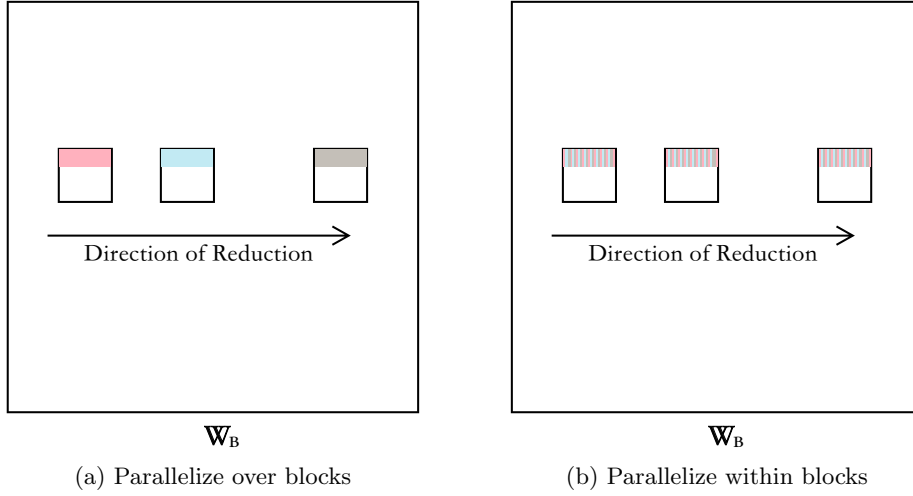 Direction of Reduction
Direction of Reduction
𝕎B
𝕎B
(a) Parallelize over blocks
(b) Parallelize within blocks